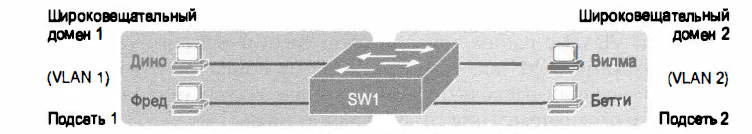 Широковещательный
домен 1
Широковещательный
домен 2
Дино
Вилма
(VLAN 1)
(VLAN 2)
Фред
SW1
Бетти
Подсеть 1
Подсеть 2